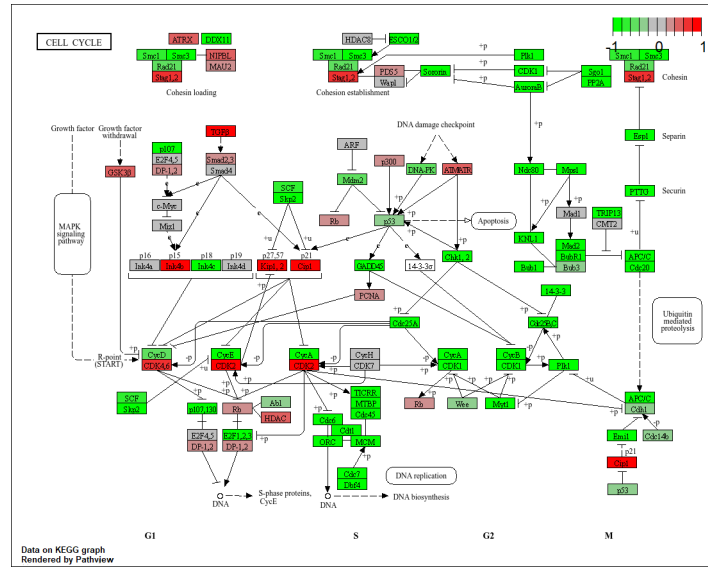 CELL CYCLE
ATRX DDX11
Smc1 Smc3 NIPBL
Rad21 MAU2
Stag1,2
Cohesin loading
HDAC8 ESCO1/2
Smc1 Smc3 +p
Rad21 PDS5 Sororin
Stag1,2 Wapl
Cohesion establishment
Plk1
CDK1 Sgo1
AuroraB PP2A
+p +p
-1 0 1
Smc1 Smc3
Rad21
Stag1,2 Cohesin
Growth factor Growth factor
withdrawal
TGFβ
GSK3β
p107
E2F4,5
DP-1,2
Smad2,3
Smad4
c-Myc
Miz1
e e e
MAPK
signaling
pathway
SCF
Skp2
+u +u
ARF
Mdm2
p300
Rb
DNA damage checkpoint
DNA-PK ATM/ATR
+p +p +p
p53 Apoptosis
e e e
+p
Ndc80 Mps1
+p +p
KNL1 Mad1
Mad2
BubR1
Bub1 Bub3
TRIP13
CMT2
Esp1 Separin
PTTG Securin
+u
APC/C
Cdc20
p16 p15 p18 p19 p27,57 p21
Ink4a Ink4b Ink4c Ink4d Kip1,2 Cip1
GADD45 14-3-3σ
Chk1,2
PCNA
+p +p
14-3-3
Cdc25A
Cdc25B,C
Ubiquitin
mediated
proteolysis
R-point
(START)
+p
CycD CycE CycA CycH CycA CycB
CDK4,6 CDK2 CDK2 CDK7 CDK1 CDK1 Plk1
-p -p -p -p +p
+p +p +u
SCF
Skp2
p107,130 Rb Abl
HDAC
E2F4,5 E2F1,2,3
DP-1,2 DP-1,2
+p +p
TICRR
MTBP
Cdc45
Cdc6
Cdt1
ORC MCM
+p +p
Cdc7
Dbf4
Rb Wee Myt1
APC/C
Cdh1
-p
Emi1 Cdc14b
p21
+p Cip1
p53
DNA replication
DNA S-phase proteins,
CycE
DNA DNA biosynthesis
G1 S G2 M
Data on KEGG graph
Rendered by Pathview